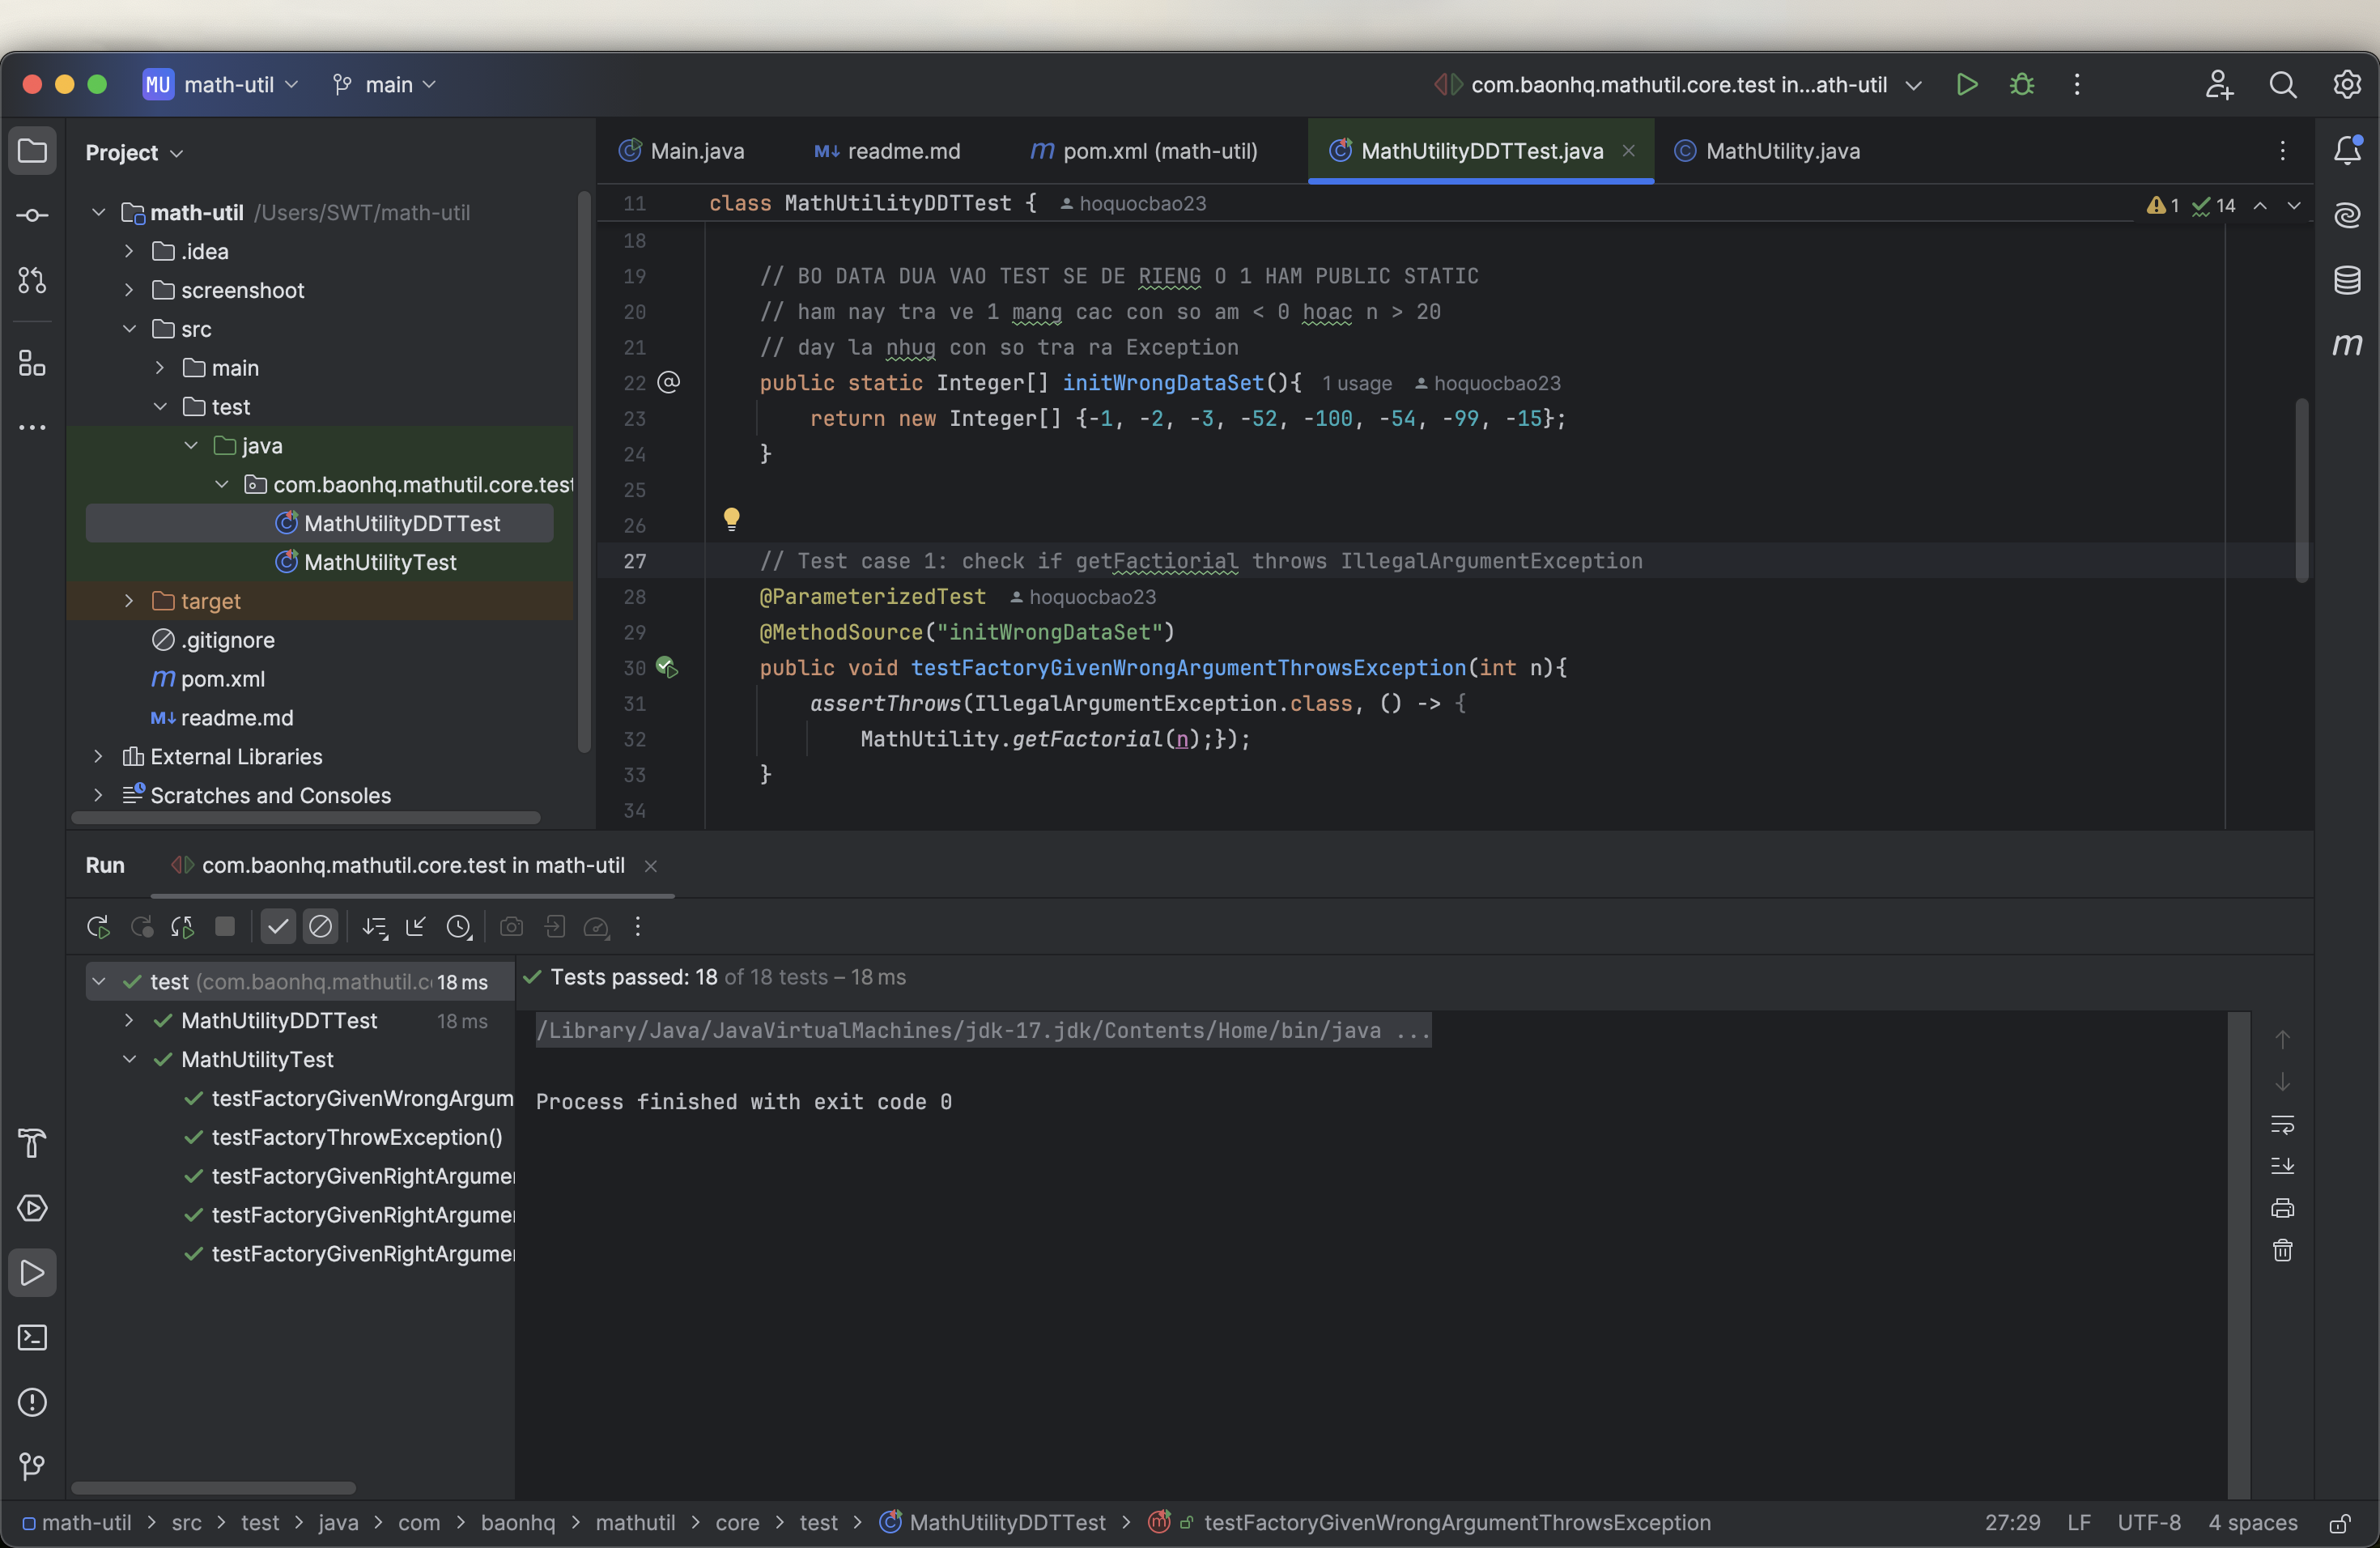 MU math-util main com.baonhq.mathutil.core.test in...ath-util
Project
math-util /Users/SWT/math-util
.idea
screenshoot
src
main
test
java
com.baonhq.mathutil.core.test
MathUtilityDDTTest
MathUtilityTest
target
.gitignore
m pom.xml
M↓ readme.md
External Libraries
Scratches and Consoles
Main.java M↓ readme.md m pom.xml (math-util) MathUtilityDDTTest.java MathUtility.java
11 class MathUtilityDDTTest { hoquocbao23 1 14
18
19 // BO DATA DUA VAO TEST SE DE RIENG O 1 HAM PUBLIC STATIC
20 // ham nay tra ve 1 mang cac con so am < 0 hoac n > 20
21 // day la nhug con so tra ra Exception
22 public static Integer[] initWrongDataSet(){ 1 usage hoquocbao23
23 return new Integer[] {-1, -2, -3, -52, -100, -54, -99, -15};
24 }
25
26
27 // Test case 1: check if getFactiorial throws IllegalArgumentException
28 @ParameterizedTest hoquocbao23
29 @MethodSource("initWrongDataSet")
30 public void testFactoryGivenWrongArgumentThrowsException(int n){
31 assertThrows(IllegalArgumentException.class, () -> {
32 MathUtility.getFactorial(n);});
33 }
34
Run com.baonhq.mathutil.core.test in math-util
test (com.baonhq.mathutil.c 18 ms
MathUtilityDDTTest 18 ms
MathUtilityTest
testFactoryGivenWrongArgum
testFactoryThrowException()
testFactoryGivenRightArgume
testFactoryGivenRightArgume
testFactoryGivenRightArgume
Tests passed: 18 of 18 tests – 18 ms
/Library/Java/JavaVirtualMachines/jdk-17.jdk/Contents/Home/bin/java ...
Process finished with exit code 0
math-util > src > test > java > com > baonhq > mathutil > core > test > MathUtilityDDTTest > testFactoryGivenWrongArgumentThrowsException 27:29 LF UTF-8 4 spaces